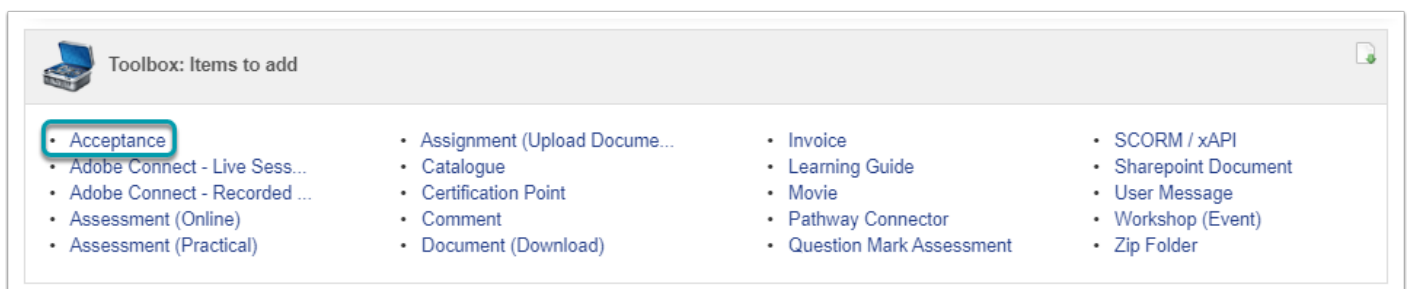 Toolbox: Items to add
• Acceptance
• Adobe Connect - Live Sess...
• Adobe Connect - Recorded ...
• Assessment (Online)
• Assessment (Practical)
• Assignment (Upload Docume...
• Catalogue
• Certification Point
• Comment
• Document (Download)
• Invoice
• Learning Guide
• Movie
• Pathway Connector
• Question Mark Assessment
• SCORM / xAPI
• Sharepoint Document
• User Message
• Workshop (Event)
• Zip Folder